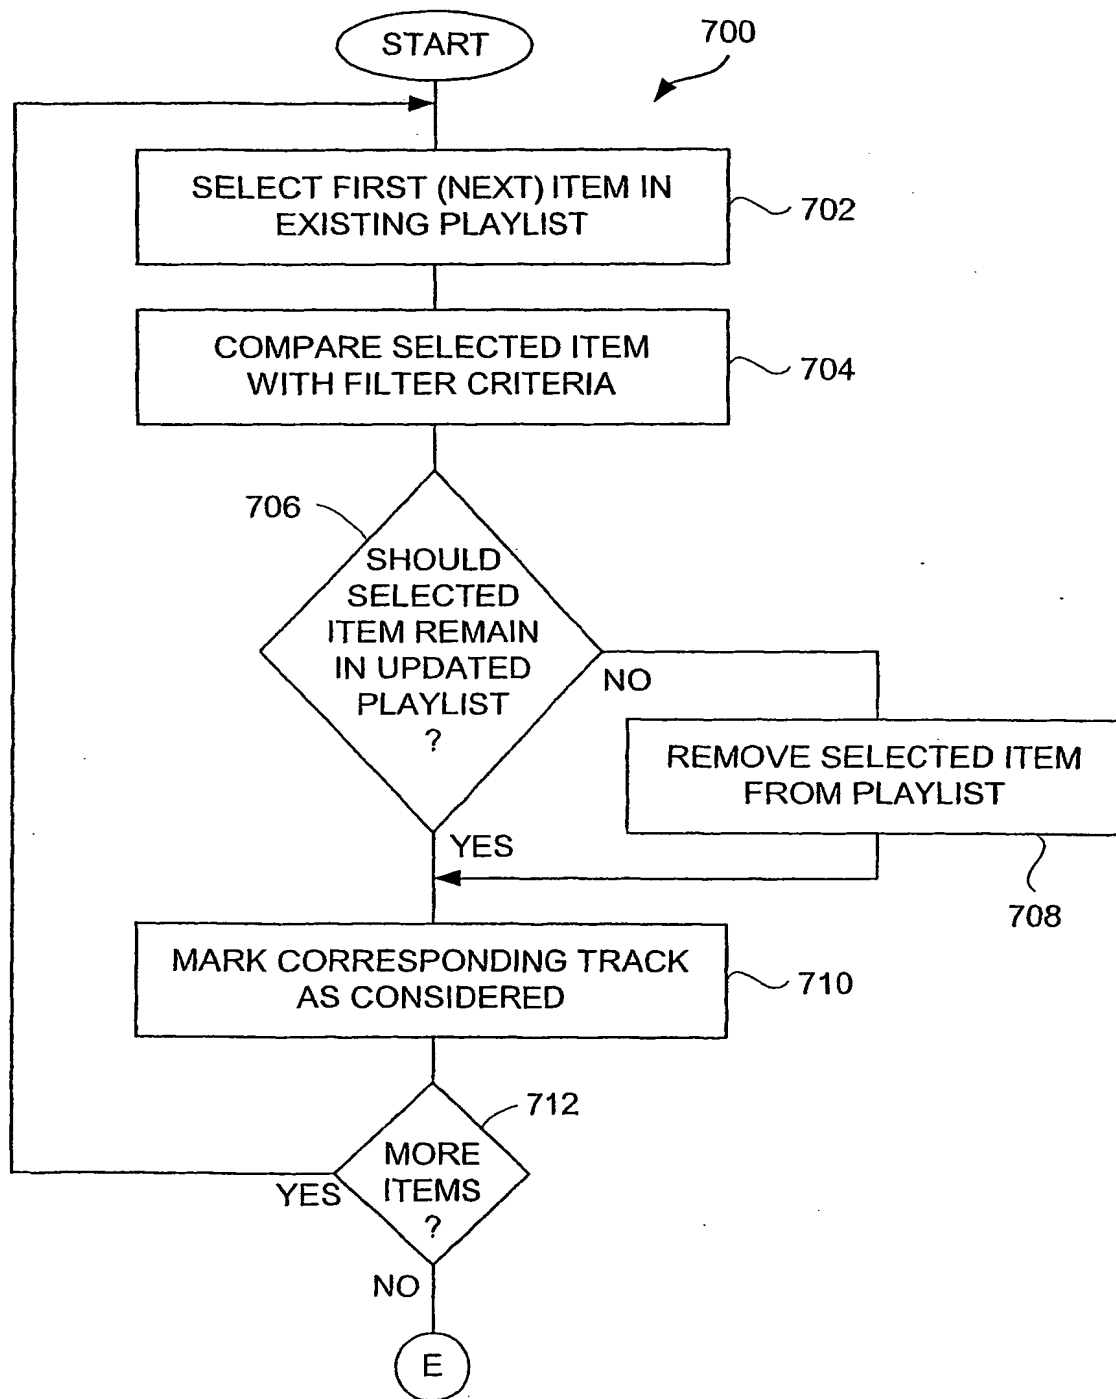 START
700
SELECT FIRST (NEXT) ITEM IN
EXISTING PLAYLIST
702
COMPARE SELECTED ITEM
WITH FILTER CRITERIA
704
706
SHOULD
SELECTED
ITEM REMAIN
IN UPDATED
PLAYLIST
?
NO
REMOVE SELECTED ITEM
FROM PLAYLIST
708
YES
MARK CORRESPONDING TRACK
AS CONSIDERED
710
712
MORE
ITEMS
?
YES
NO
E